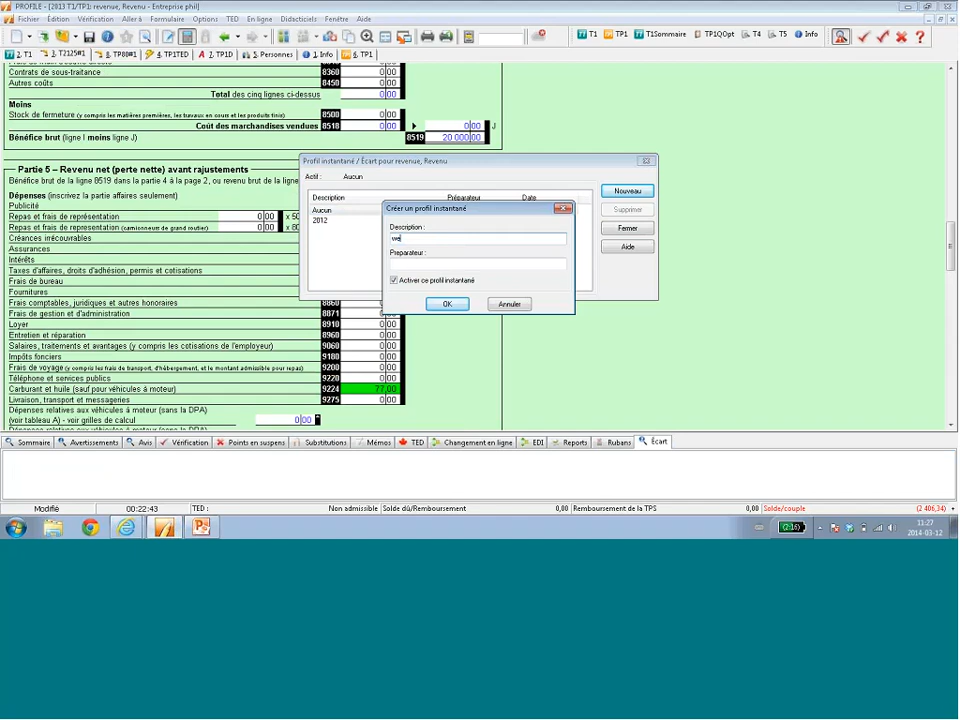 PROFILE - [2013 T1/TP1: revenue, Revenu - Entreprise phil]
Fichier Édition Vérification Aller à Formulaire Options TED En ligne Didacticiels Fenêtre Aide
T1 TP1 T1Sommaire TP1QOpt T4 T5 Info
1. T1 3. T2125#1 8. TP80#1 4. TP1TED 7. TP1D 5. Personnes 1. Info 6. TP1
Contrats de sous-traitance 8360 0 00
Autres coûts 8450 0 00
Total des cinq lignes ci-dessus 0 00
Moins
Stock de fermeture (y compris les matières premières, les travaux en cours et les produits finis) 8500 0 00
Coût des marchandises vendues 8518 0 00 0 00 J
Bénéfice brut (ligne I moins ligne J) 8519 20 000 00
Partie 5 – Revenu net (perte nette) avant rajustements
Bénéfice brut de la ligne 8519 dans la partie 4 à la page 2, ou revenu brut de la
Dépenses (inscrivez la partie affaires seulement)
Publicité
Repas et frais de représentation 0 00 x 50
Repas et frais de représentation (camionneurs de grand routier) 0 00 x 80
Créances irrécouvrables
Assurances
Intérêts
Taxes d'affaires, droits d'adhésion, permis et cotisations
Frais de bureau
Fournitures
Frais comptables, juridiques et autres honoraires 8860
Frais de gestion et d'administration 8871 0
Loyer 8910 0 00
Entretien et réparation 8960 0 00
Salaires, traitements et avantages (y compris les cotisations de l'employeur) 9060 0 00
Impôts fonciers 9180 0 00
Frais de voyage (y compris les frais de transport, d'hébergement, et le montant admissible pour repas) 9200 0 00
Téléphone et services publics 9220 0 00
Carburant et huile (sauf pour véhicules à moteur) 9224 77,00
Livraison, transport et messageries 9275 0 00
Dépenses relatives aux véhicules à moteur (sans la DPA)
(voir tableau A) - voir grilles de calcul 0 00
Profil instantané / Écart pour revenue, Revenu
Actif : Aucun
Description Préparateur Date
Aucun
2012
Nouveau
Supprimer
Fermer
Aide
Créer un profil instantané
Description :
we
Preparateur :
Activer ce profil instantané
OK Annuler
Sommaire Avertissements Avis Vérification Points en suspens Substitutions Mémos TED Changement en ligne EDI Reports Rubans Écart
Modifié 00:22:43 TED : Non admissible Solde dû/Remboursement 0,00 Remboursement de la TPS 0,00 Solde/couple (2 406,34)
(2:16) 11:27
2014-03-12